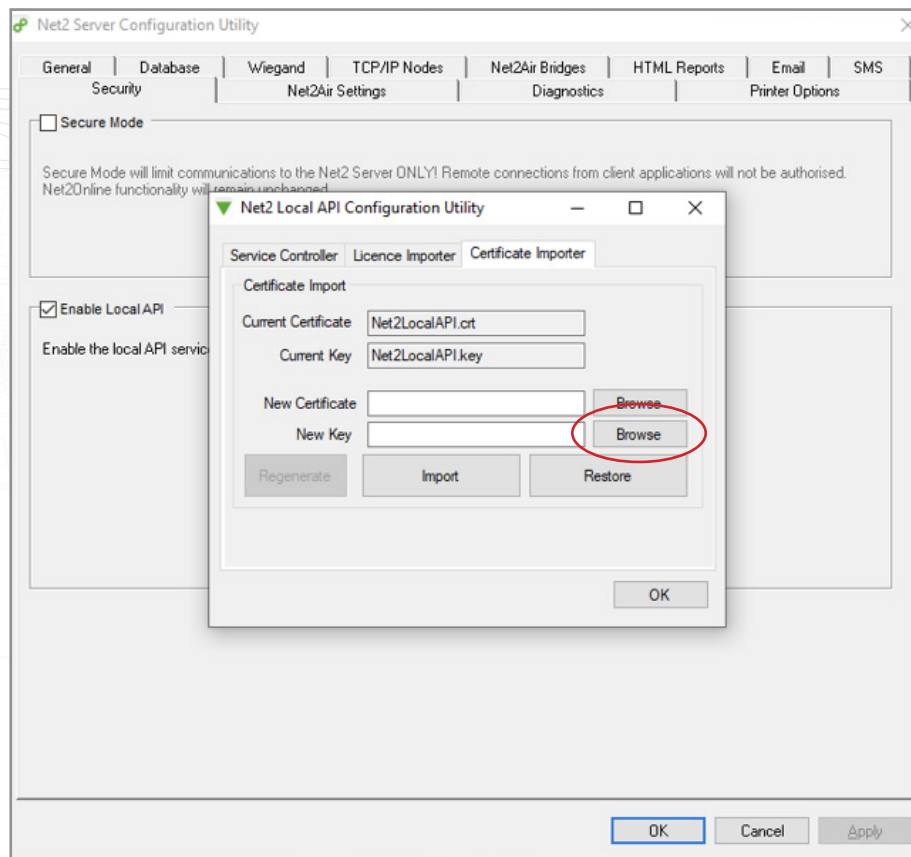 Net2 Server Configuration Utility
General Database Wiegand TCP/IP Nodes Net2Air Bridges HTML Reports Email SMS
Security Net2Air Settings Diagnostics Printer Options
Secure Mode
Secure Mode will limit communications to the Net2 Server ONLY! Remote connections from client applications will not be authorised.
Net2Online functionality will remain unchanged
Net2 Local API Configuration Utility
Service Controller Licence Importer Certificate Importer
Certificate Import
Current Certificate Net2LocalAPI.crt
Enable Local API
Current Key Net2LocalAPI.key
Enable the local API servic
New Certificate Browse
New Key Browse
Regenerate Import Restore
OK
OK Cancel Apply